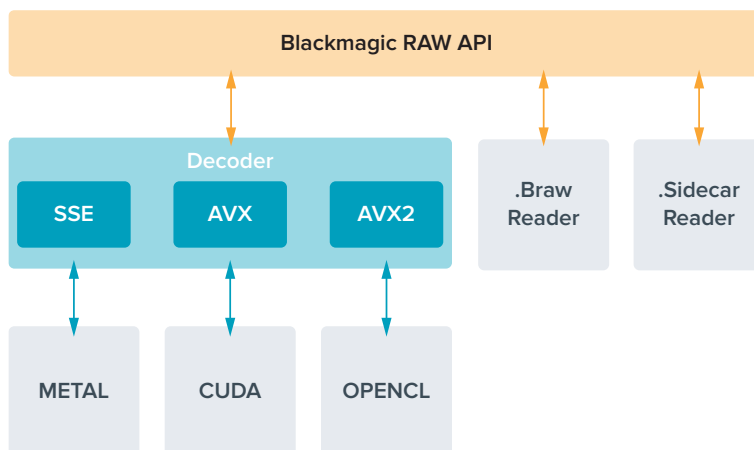 Blackmagic RAW API
Decoder
SSE
AVX
AVX2
.Braw
Reader
.Sidecar
Reader
METAL
CUDA
OPENCL